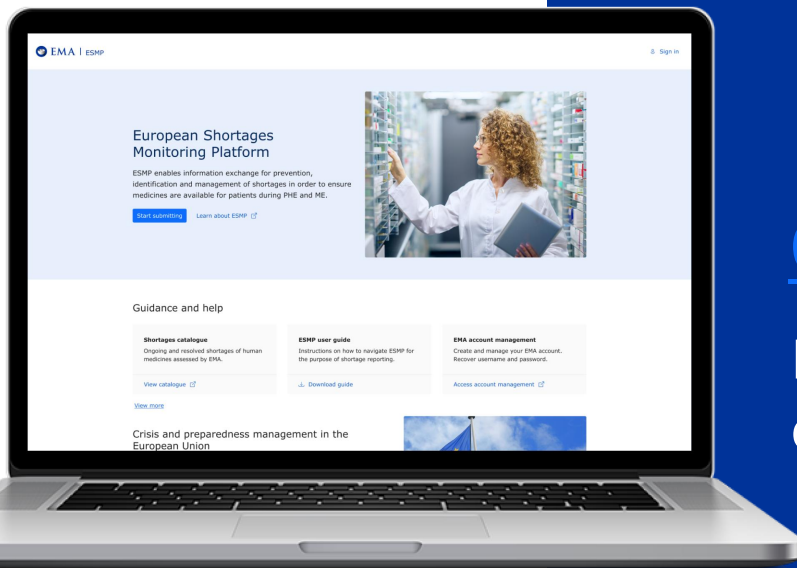 EMA | ESMP
Sign in
European Shortages
Monitoring Platform
ESMP enables information exchange for prevention,
identification and management of shortages in order to ensure
medicines are available for patients during PHE and ME.
Start submitting Learn about ESMP
Guidance and help
Shortages catalogue
Ongoing and resolved shortages of human
medicines assessed by EMA.
View catalogue
ESMP user guide
Instructions on how to navigate ESMP for
the purpose of shortage reporting.
Download guide
EMA account management
Create and manage your EMA account.
Recover username and password.
Access account management
View more
Crisis and preparedness management in the
European Union